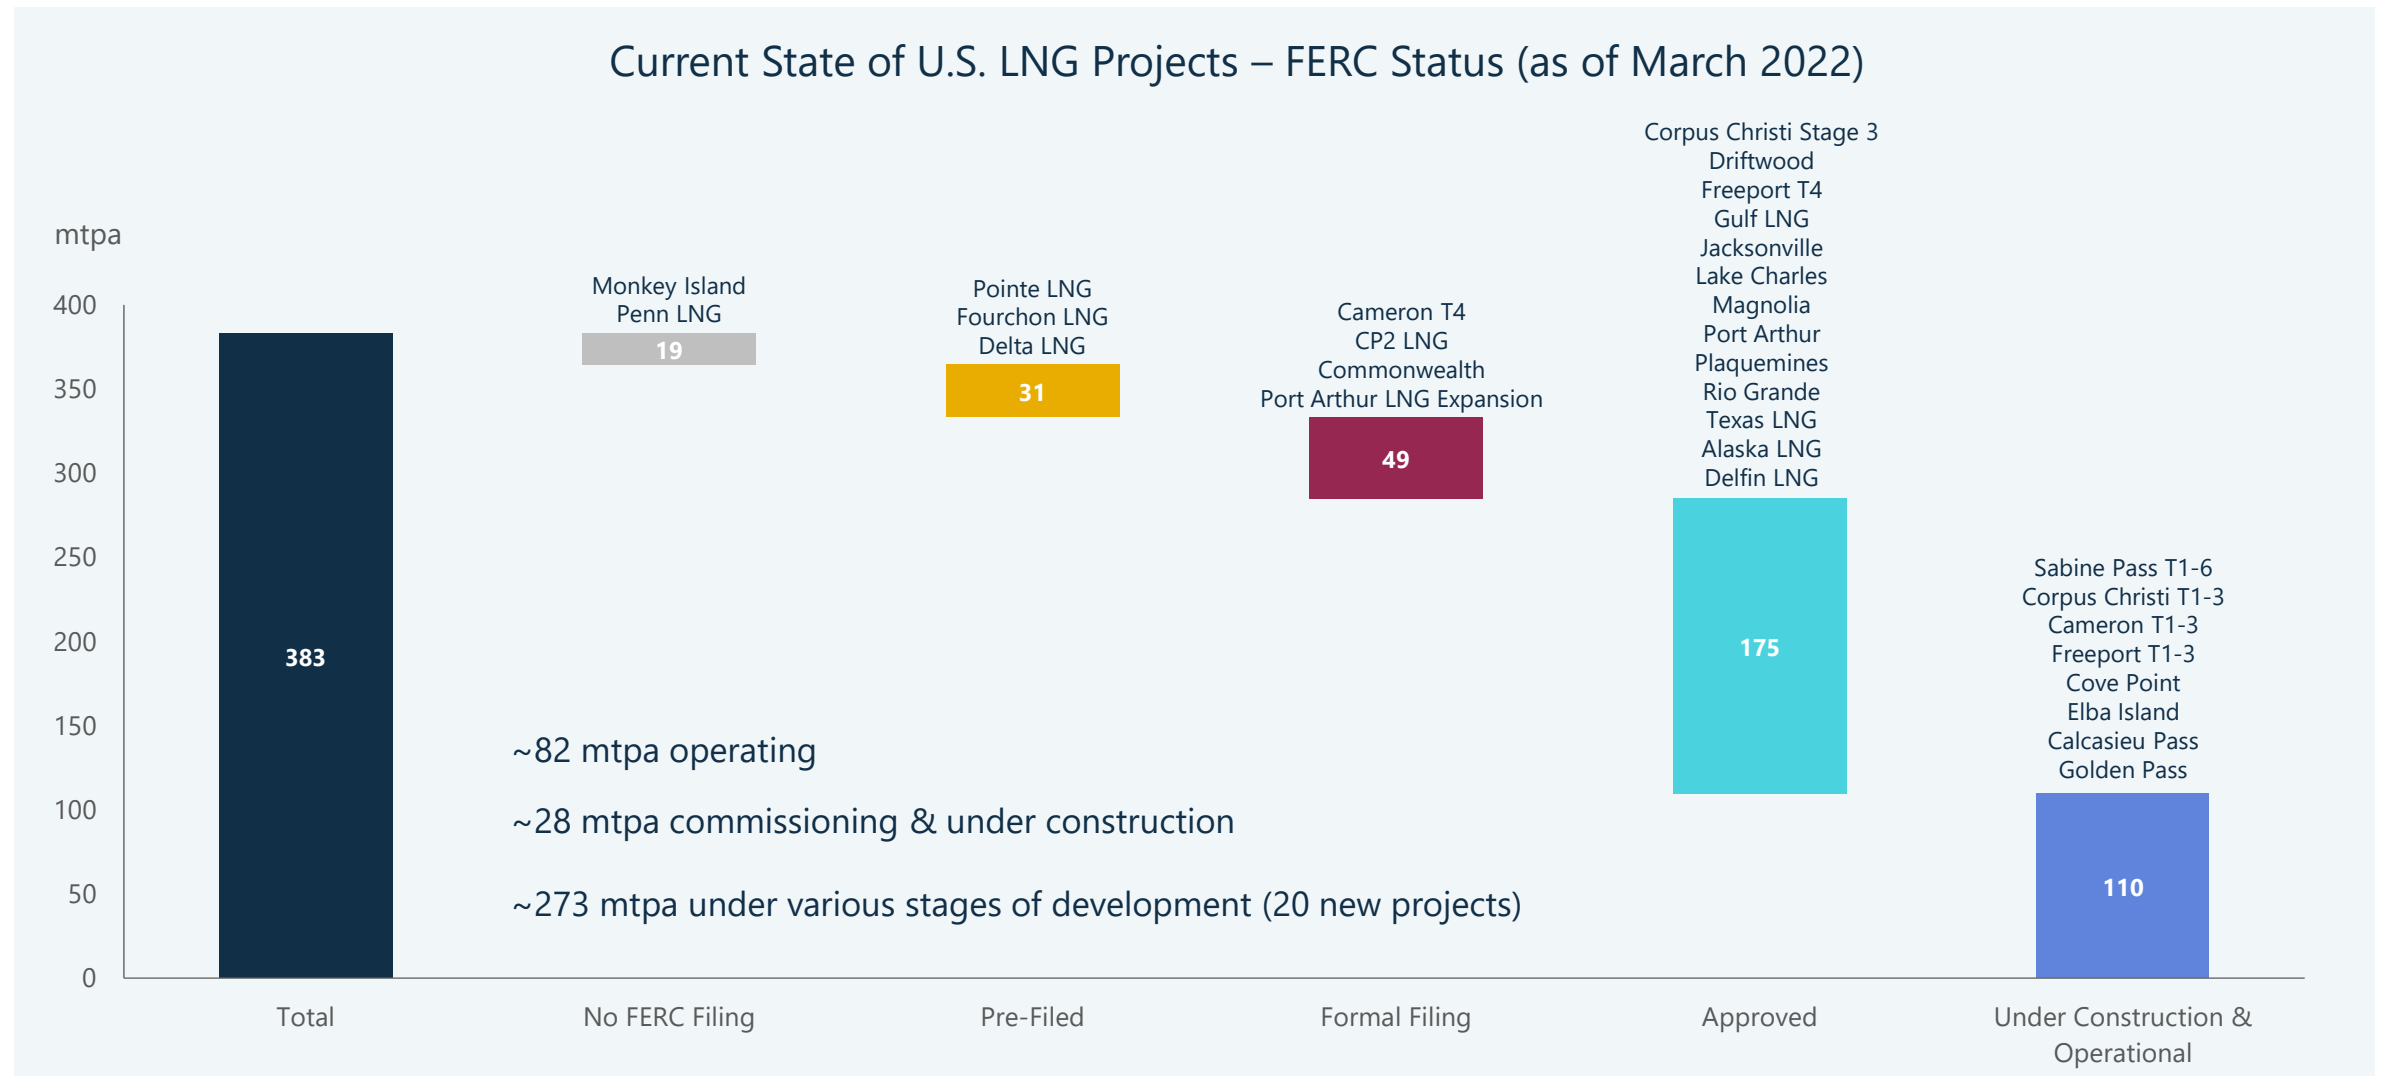 Current State of U.S. LNG Projects – FERC Status (as of March 2022)
mtpa
400
350
300
250
200
150
100
50
0
383
Total
Monkey Island
Penn LNG
19
No FERC Filing
Pointe LNG
Fourchon LNG
Delta LNG
31
Pre-Filed
Cameron T4
CP2 LNG
Commonwealth
Port Arthur LNG Expansion
49
Formal Filing
Corpus Christi Stage 3
Driftwood
Freeport T4
Gulf LNG
Jacksonville
Lake Charles
Magnolia
Port Arthur
Plaquemines
Rio Grande
Texas LNG
Alaska LNG
Delfin LNG
175
Approved
Sabine Pass T1-6
Corpus Christi T1-3
Cameron T1-3
Freeport T1-3
Cove Point
Elba Island
Calcasieu Pass
Golden Pass
110
Under Construction &
Operational
~82 mtpa operating
~28 mtpa commissioning & under construction
~273 mtpa under various stages of development (20 new projects)